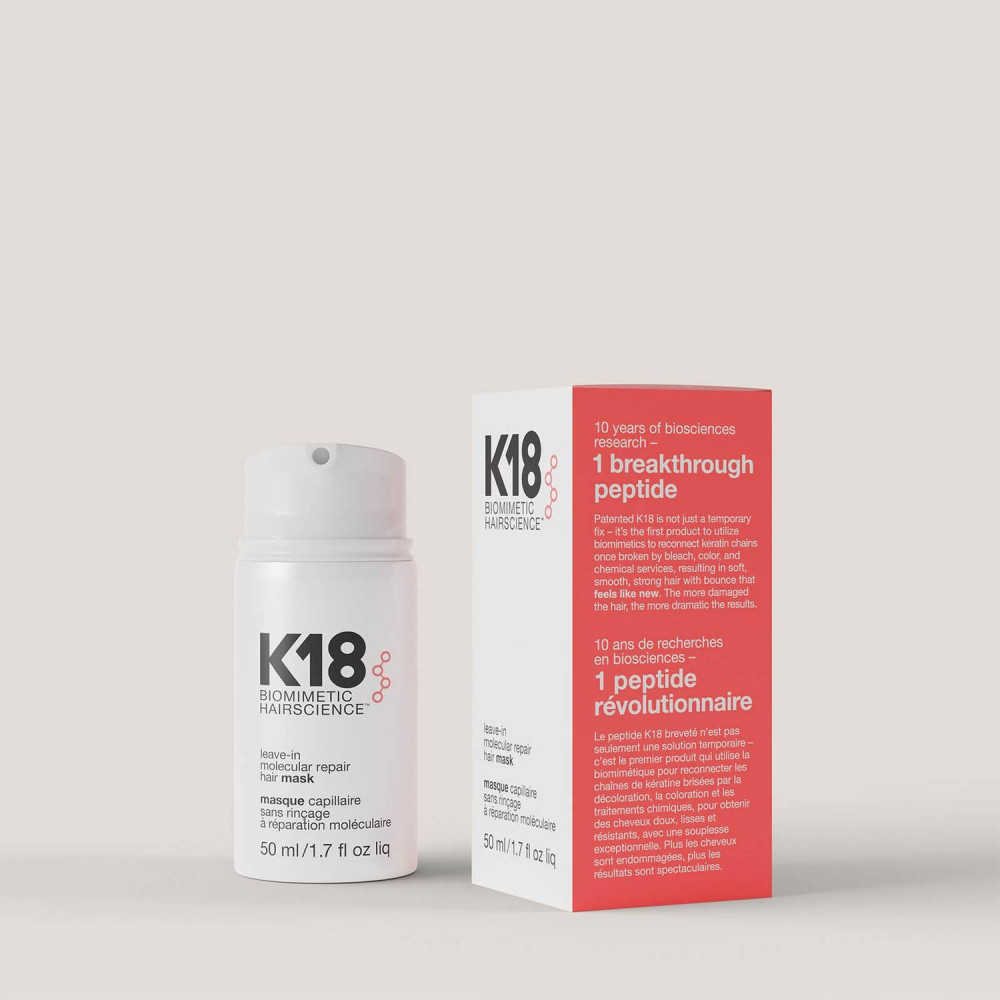 K18
BIOMIMETIC
HAIRSCIENCE™
leave-in
molecular repair
hair mask
masque capillaire
sans rinçage
à réparation moléculaire
50 ml/1.7 fl oz liq
K18
BIOMIMETIC
HAIRSCIENCE™
leave-in
molecular repair
hair mask
masque capillaire
sans rinçage
à réparation moléculaire
50 ml/1.7 fl oz liq
10 years of biosciences
research –
1 breakthrough
peptide
Patented K18 is not just a temporary
fix – it's the first product to utilize
biomimetics to reconnect keratin chains
once broken by bleach, color, and
chemical services, resulting in soft,
smooth, strong hair with bounce that
feels like new. The more damaged
the hair, the more dramatic the results.
10 ans de recherches
en biosciences –
1 peptide
révolutionnaire
Le peptide K18 breveté n'est pas
seulement une solution temporaire –
c'est le premier produit qui utilise la
biomimétique pour reconnecter les
chaînes de kératine brisées par la
décoloration, la coloration et les
traitements chimiques, pour obtenir
des cheveux doux, lisses et
résistants, avec une souplesse
exceptionnelle. Plus les cheveux
sont endommagées, plus les
résultats sont spectaculaires.